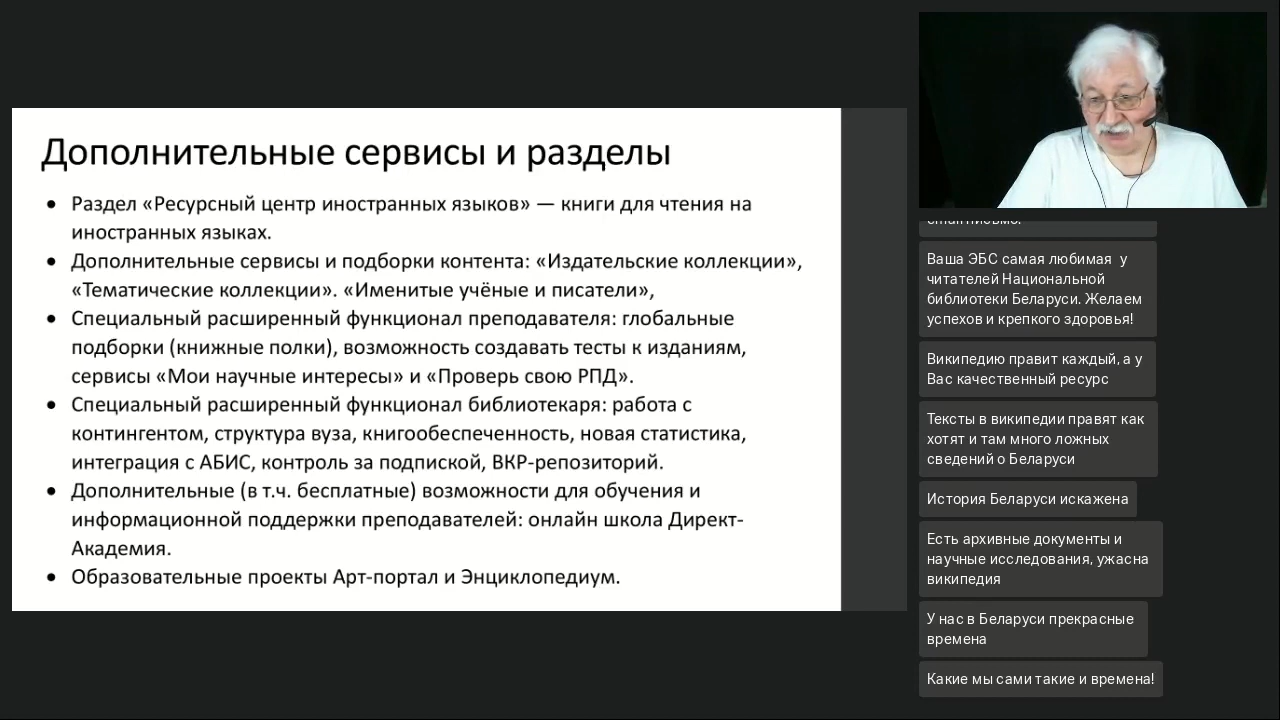 Дополнительные сервисы и разделы
• Раздел «Ресурсный центр иностранных языков» — книги для чтения на
иностранных языках.
• Дополнительные сервисы и подборки контента: «Издательские коллекции»,
«Тематические коллекции». «Именитые учёные и писатели»,
• Специальный расширенный функционал преподавателя: глобальные
подборки (книжные полки), возможность создавать тесты к изданиям,
сервисы «Мои научные интересы» и «Проверь свою РПД».
• Специальный расширенный функционал библиотекаря: работа с
контингентом, структура вуза, книгообеспеченность, новая статистика,
интеграция с АБИС, контроль за подпиской, ВКР-репозиторий.
• Дополнительные (в т.ч. бесплатные) возможности для обучения и
информационной поддержки преподавателей: онлайн школа Директ-
Академия.
• Образовательные проекты Арт-портал и Энциклопедиум.
Ваша ЭБС самая любимая у
читателей Национальной
библиотеки Беларуси. Желаем
успехов и крепкого здоровья!
Википедию правит каждый, а у
Вас качественный ресурс
Тексты в википедии правят как
хотят и там много ложных
сведений о Беларуси
История Беларуси искажена
Есть архивные документы и
научные исследования, ужасна
википедия
У нас в Беларуси прекрасные
времена
Какие мы сами такие и времена!